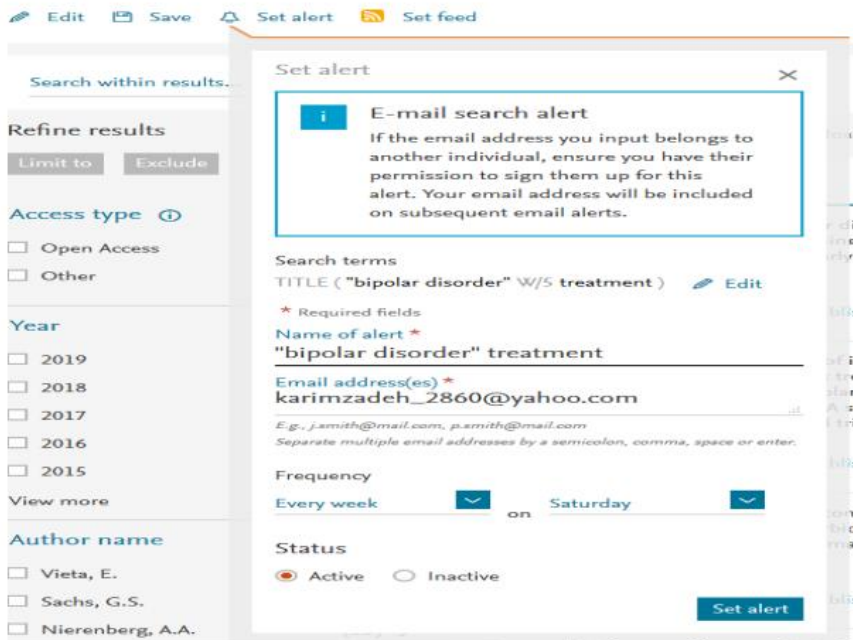 Edit Save Set alert Set feed
Search within results...
Refine results
Limit to Exclude
Access type
Open Access
Other
Year
2019
2018
2017
2016
2015
View more
Author name
Vieta, E.
Sachs, G.S.
Nierenberg, A.A.
Set alert
E-mail search alert
If the email address you input belongs to
another individual, ensure you have their
permission to sign them up for this
alert. Your email address will be included
on subsequent email alerts.
Search terms
TITLE ( "bipolar disorder" W/5 treatment ) Edit
* Required fields
Name of alert *
"bipolar disorder" treatment
Email address(es) *
karimzadeh_2860@yahoo.com
E.g., j.smith@mail.com, p.smith@mail.com
Separate multiple email addresses by a semicolon, comma, space or enter.
Frequency
Every week on Saturday
Status
Active Inactive
Set alert